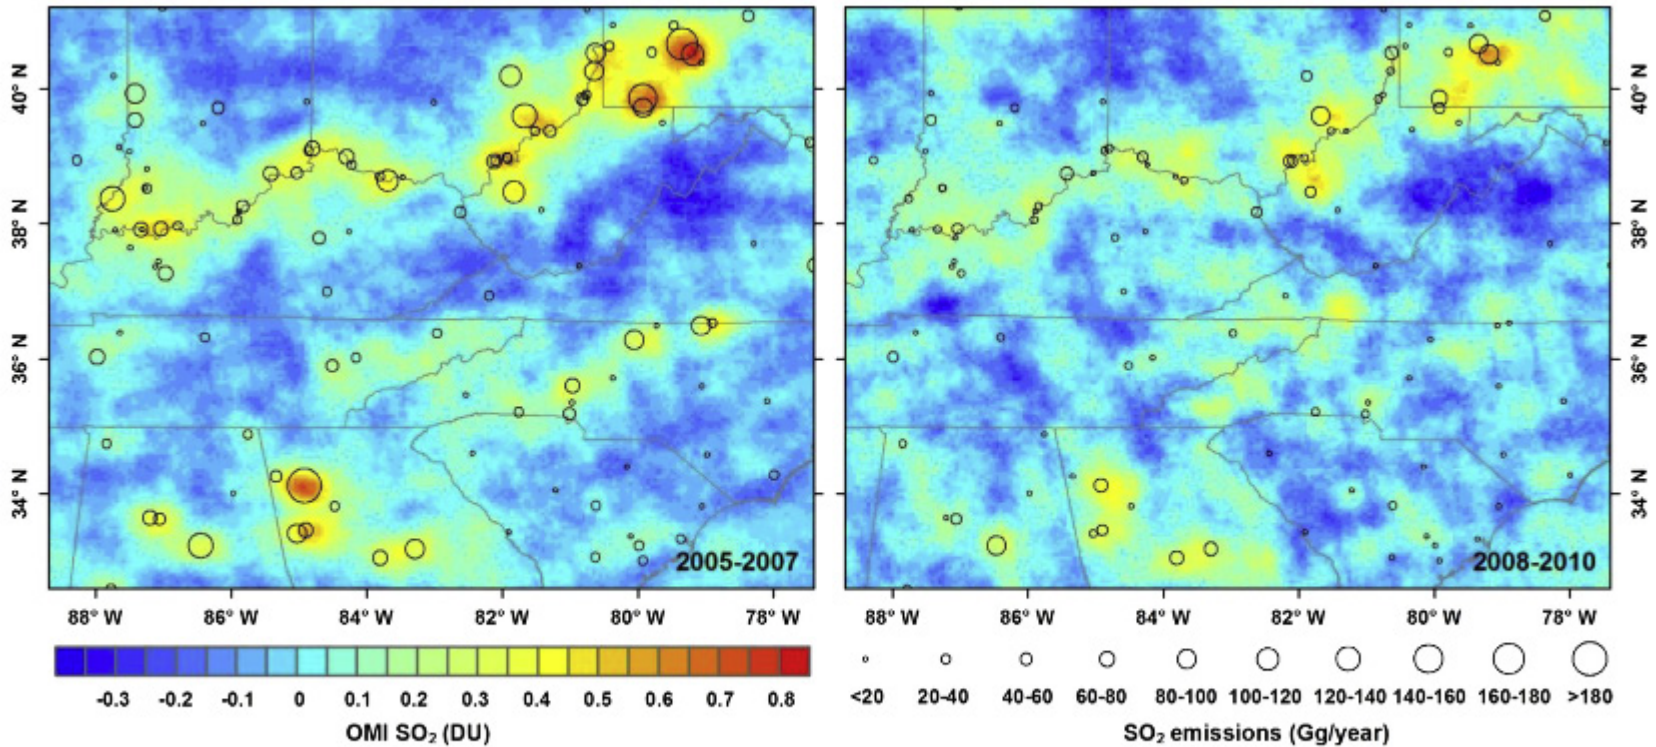 40° N
38° N
36° N
34° N
2005-2007
88° W
86° W
84° W
82° W
80° W
78° W
40° N
38° N
36° N
34° N
2008-2010
88° W
86° W
84° W
82° W
80° W
78° W
-0.3 -0.2 -0.1 0 0.1 0.2 0.3 0.4 0.5 0.6 0.7 0.8
OMI SO₂ (DU)
<20 20-40 40-60 60-80 80-100 100-120 120-140 140-160 160-180 >180
SO₂ emissions (Gg/year)